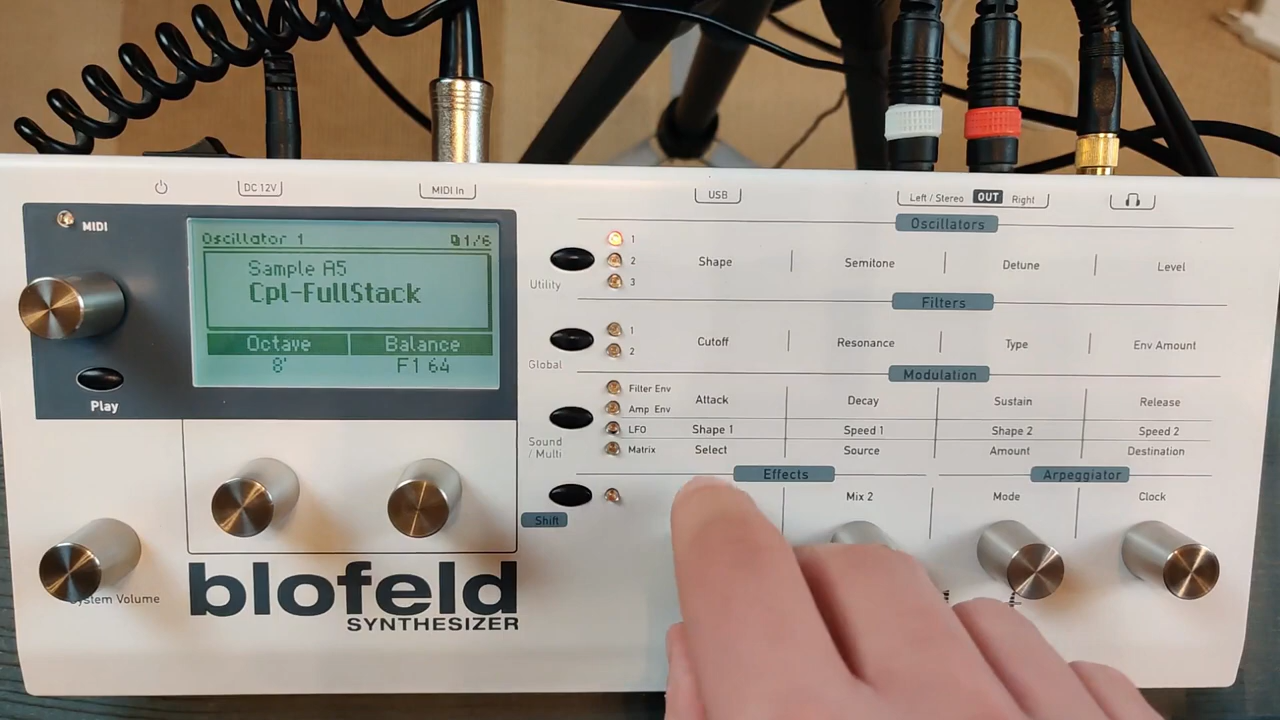 DC 12V
MIDI In
USB
Left / Stereo OUT Right
MIDI
Oscillator 1 1/6
Sample A5
Cpl-FullStack
Octave Balance
8' F1 64
Play
Oscillators
1
2
3
Utility
Shape Semitone Detune Level
Filters
1
2
Global
Cutoff Resonance Type Env Amount
Modulation
Filter Env Attack Decay Sustain Release
Amp Env
LFO Shape 1 Speed 1 Shape 2 Speed 2
Matrix Select Source Amount Destination
Sound
/ Multi
Effects Arpeggiator
Mix 2 Mode Clock
Shift
System Volume
blofeld
SYNTHESIZER